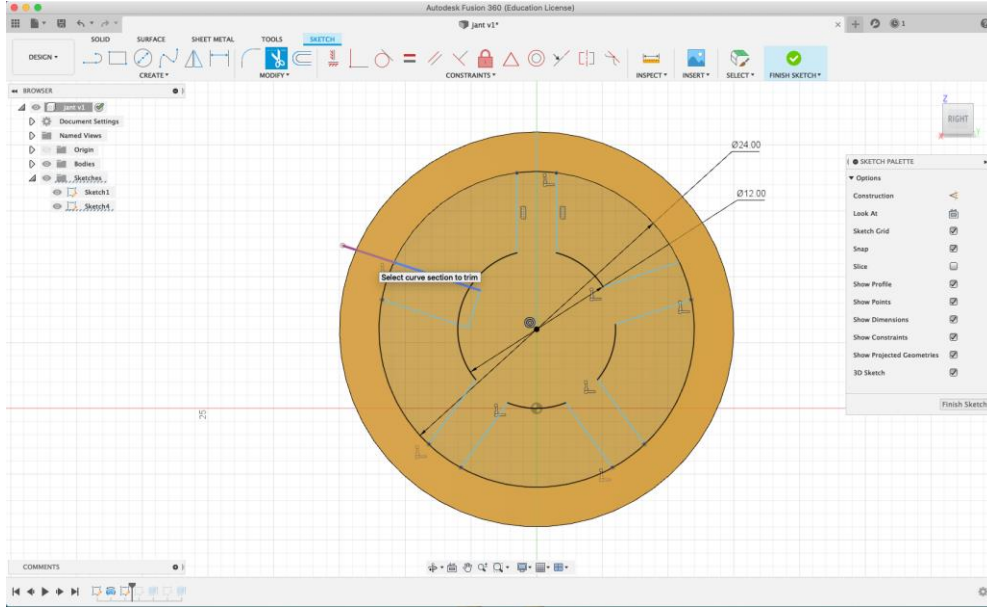 Autodesk Fusion 360 (Education License)
jant v1*
1
SOLID SURFACE SHEET METAL TOOLS SKETCH
DESIGN
CREATE MODIFY CONSTRAINTS INSPECT INSERT SELECT FINISH SKETCH
BROWSER
jant v1
Document Settings
Named Views
Origin
Bodies
Sketches
Sketch1
Sketch4
Z
RIGHT
X
Y
Ø24.00
Ø12.00
Select curve section to trim
25
SKETCH PALETTE
Options
Construction
Look At
Sketch Grid
Snap
Slice
Show Profile
Show Points
Show Dimensions
Show Constraints
Show Projected Geometries
3D Sketch
Finish Sketch
COMMENTS